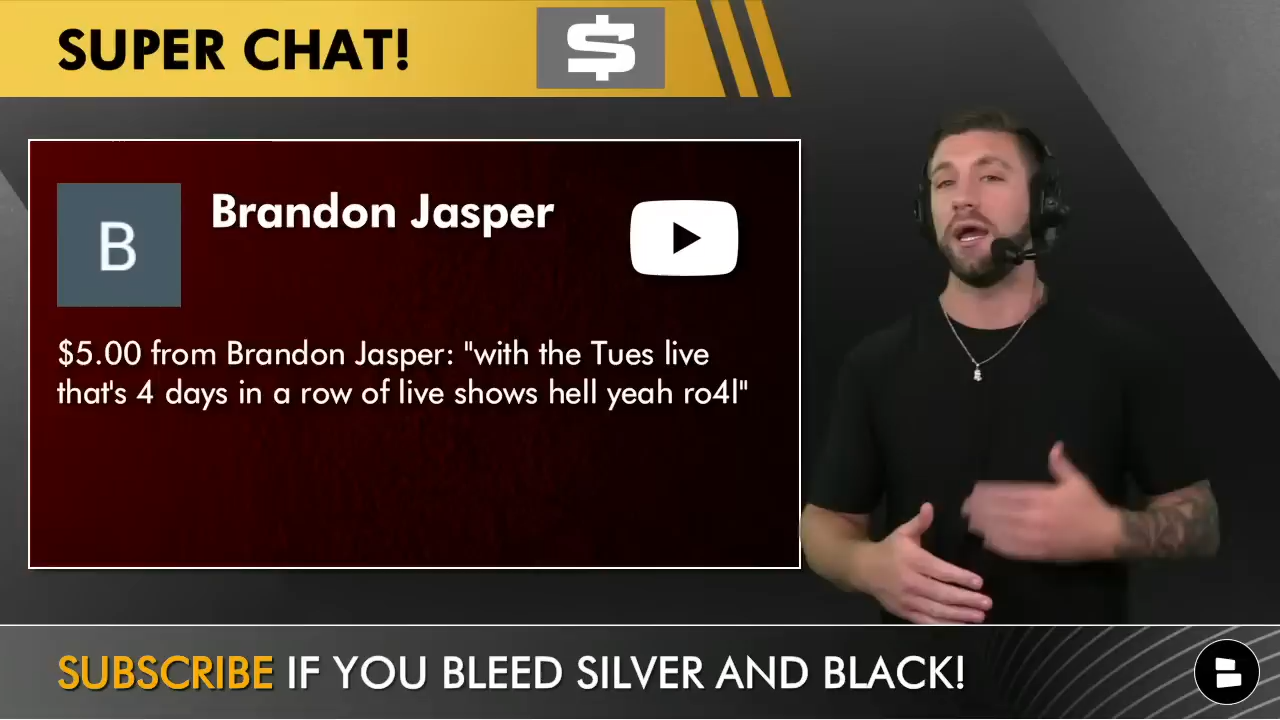 SUPER CHAT!
$
B
Brandon Jasper
$5.00 from Brandon Jasper: "with the Tues live
that's 4 days in a row of live shows hell yeah ro4l"
SUBSCRIBE IF YOU BLEED SILVER AND BLACK!